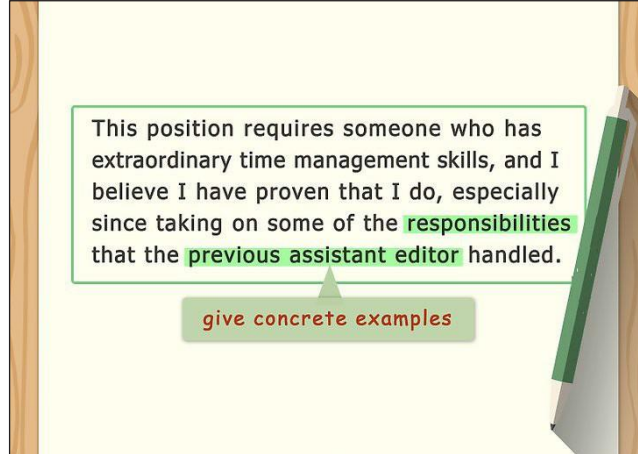 This position requires someone who has
extraordinary time management skills, and I
believe I have proven that I do, especially
since taking on some of the responsibilities
that the previous assistant editor handled.
give concrete examples